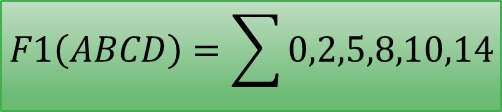 F1(ABCD) = ∑ 0,2,5,8,10,14